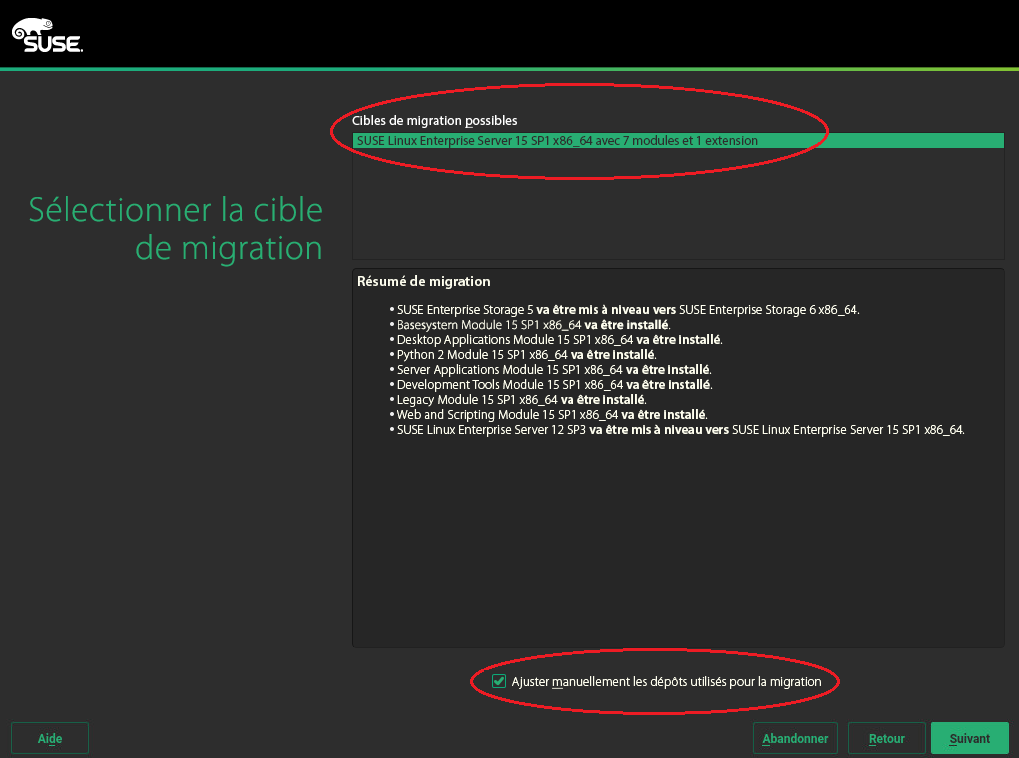 SUSE.
Sélectionner la cible
de migration
Cibles de migration possibles
SUSE Linux Enterprise Server 15 SP1 x86_64 avec 7 modules et 1 extension
Résumé de migration
• SUSE Enterprise Storage 5 va être mis à niveau vers SUSE Enterprise Storage 6 x86_64.
• Basesystem Module 15 SP1 x86_64 va être installé.
• Desktop Applications Module 15 SP1 x86_64 va être installé.
• Python 2 Module 15 SP1 x86_64 va être installé.
• Server Applications Module 15 SP1 x86_64 va être installé.
• Development Tools Module 15 SP1 x86_64 va être installé.
• Legacy Module 15 SP1 x86_64 va être installé.
• Web and Scripting Module 15 SP1 x86_64 va être installé.
• SUSE Linux Enterprise Server 12 SP3 va être mis à niveau vers SUSE Linux Enterprise Server 15 SP1 x86_64.
Ajuster manuellement les dépôts utilisés pour la migration
Aide
Abandonner
Retour
Suivant